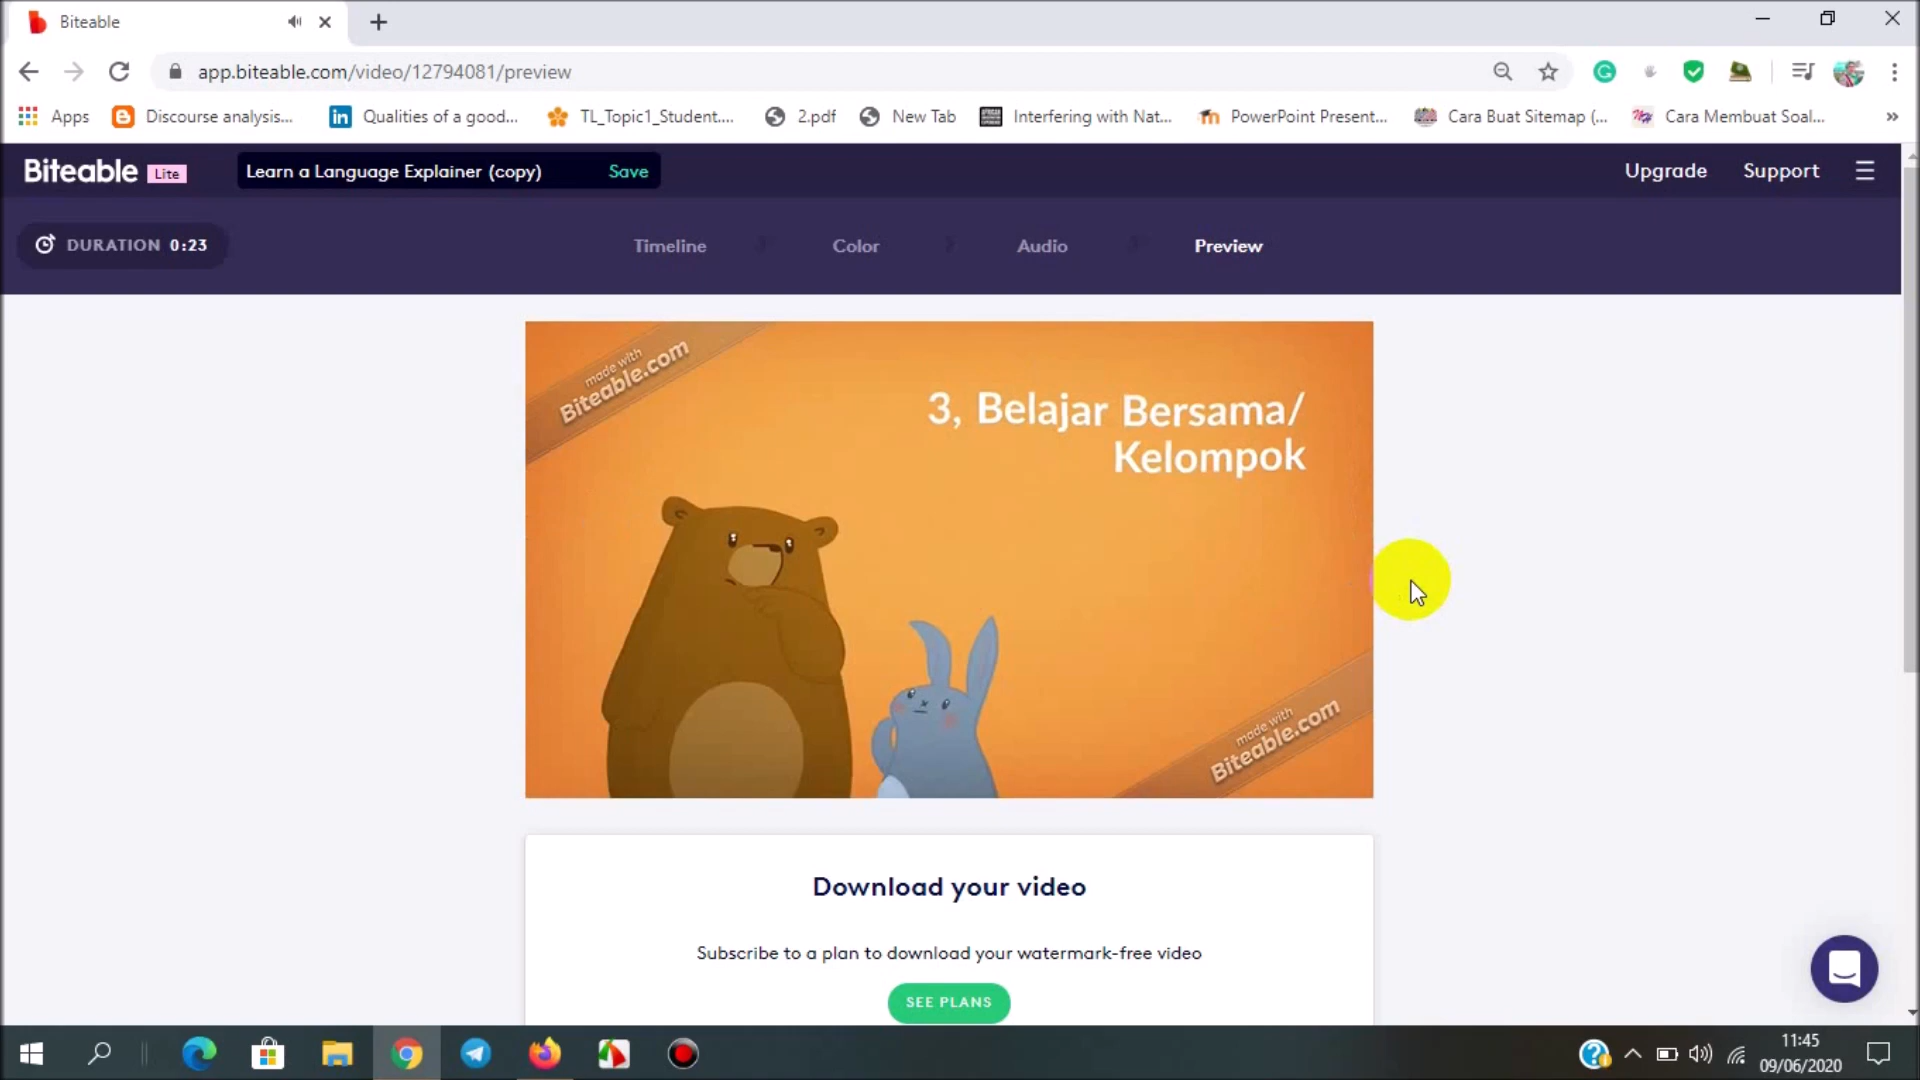 Biteable
app.biteable.com/video/12794081/preview
Apps
Discourse analysis...
Qualities of a good...
TL_Topic1_Student....
2.pdf
New Tab
Interfering with Nat...
PowerPoint Present...
Cara Buat Sitemap (...
Cara Membuat Soal...
Biteable Lite
Learn a Language Explainer (copy)
Save
Upgrade
Support
DURATION 0:23
Timeline
Color
Audio
Preview
made with
Biteable.com
3, Belajar Bersama/
Kelompok
made with
Biteable.com
Download your video
Subscribe to a plan to download your watermark-free video
SEE PLANS
11:45
09/06/2020